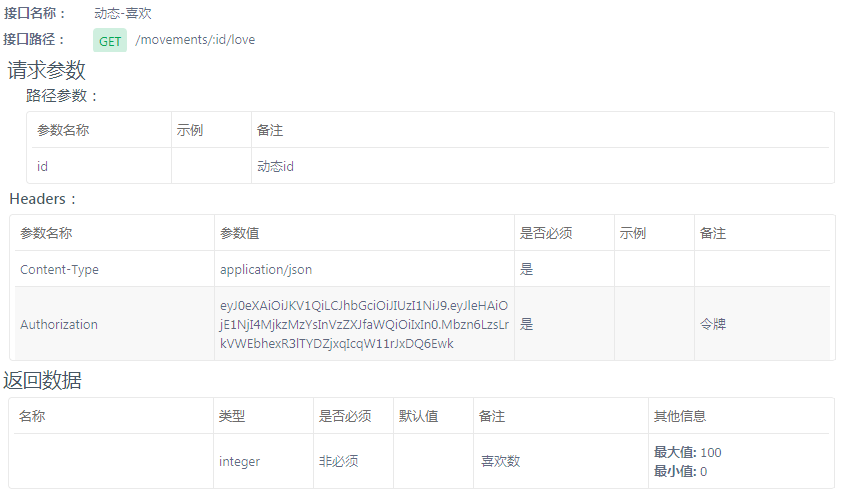 接口名称： 动态-喜欢
接口路径： GET /movements/:id/love
请求参数
路径参数：
参数名称 示例 备注
id 动态id
Headers：
参数名称 参数值 是否必须 示例 备注
Content-Type application/json 是
eyJ0eXAiOiJKV1QiLCJhbGciOiJIUzI1NiJ9.eyJleHAiO
Authorization jE1NjI4MjkzMzYsInVzZXJfaWQiOiIxIn0.Mbzn6LzsLr 是 令牌
kVWEbhexR3lTYDZjxqIcqW11rJxDQ6Ewk
返回数据
名称 类型 是否必须 默认值 备注 其他信息
integer 非必须 喜欢数 最大值: 100
最小值: 0